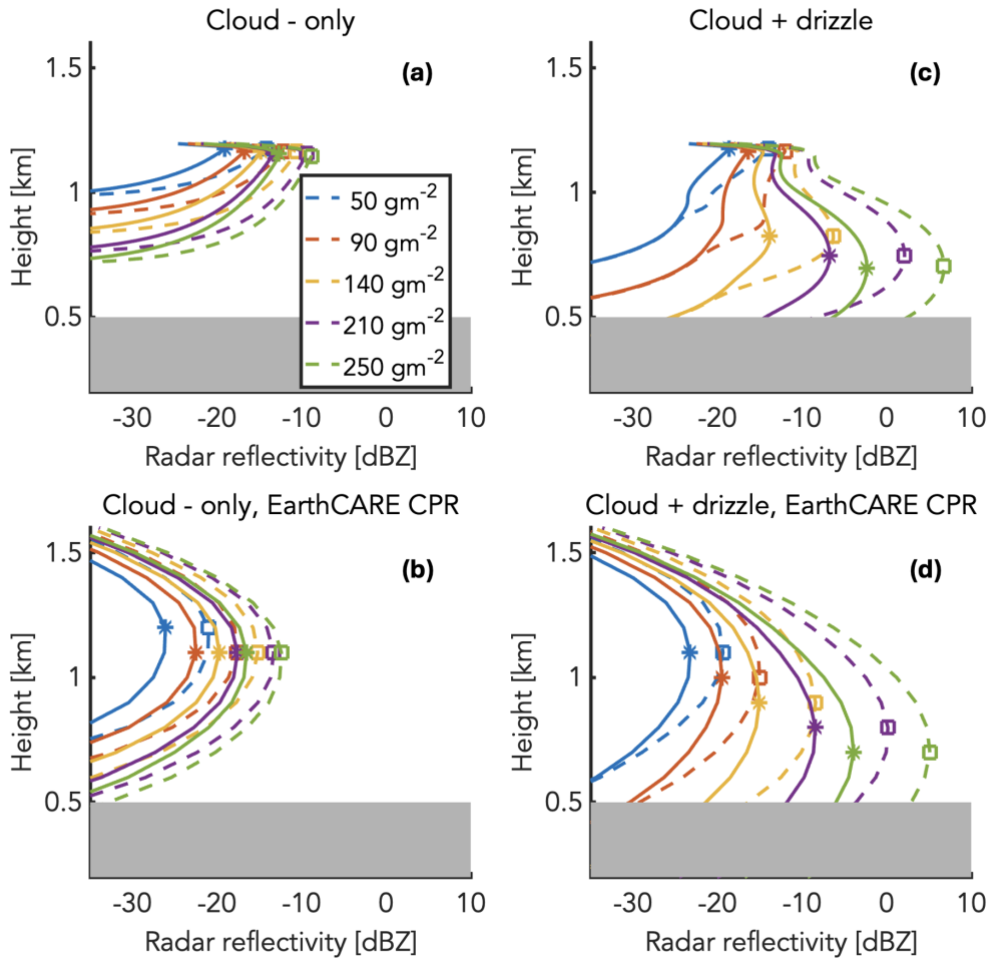 Cloud - only
(a)
1.5
1
0.5
Height [km]
50 gm-2
90 gm-2
140 gm-2
210 gm-2
250 gm-2
-30 -20 -10 0 10
Radar reflectivity [dBZ]
Cloud + drizzle
(c)
1.5
1
0.5
Height [km]
-30 -20 -10 0 10
Radar reflectivity [dBZ]
Cloud - only, EarthCARE CPR
(b)
1.5
1
0.5
Height [km]
-30 -20 -10 0 10
Radar reflectivity [dBZ]
Cloud + drizzle, EarthCARE CPR
(d)
1.5
1
0.5
Height [km]
-30 -20 -10 0 10
Radar reflectivity [dBZ]